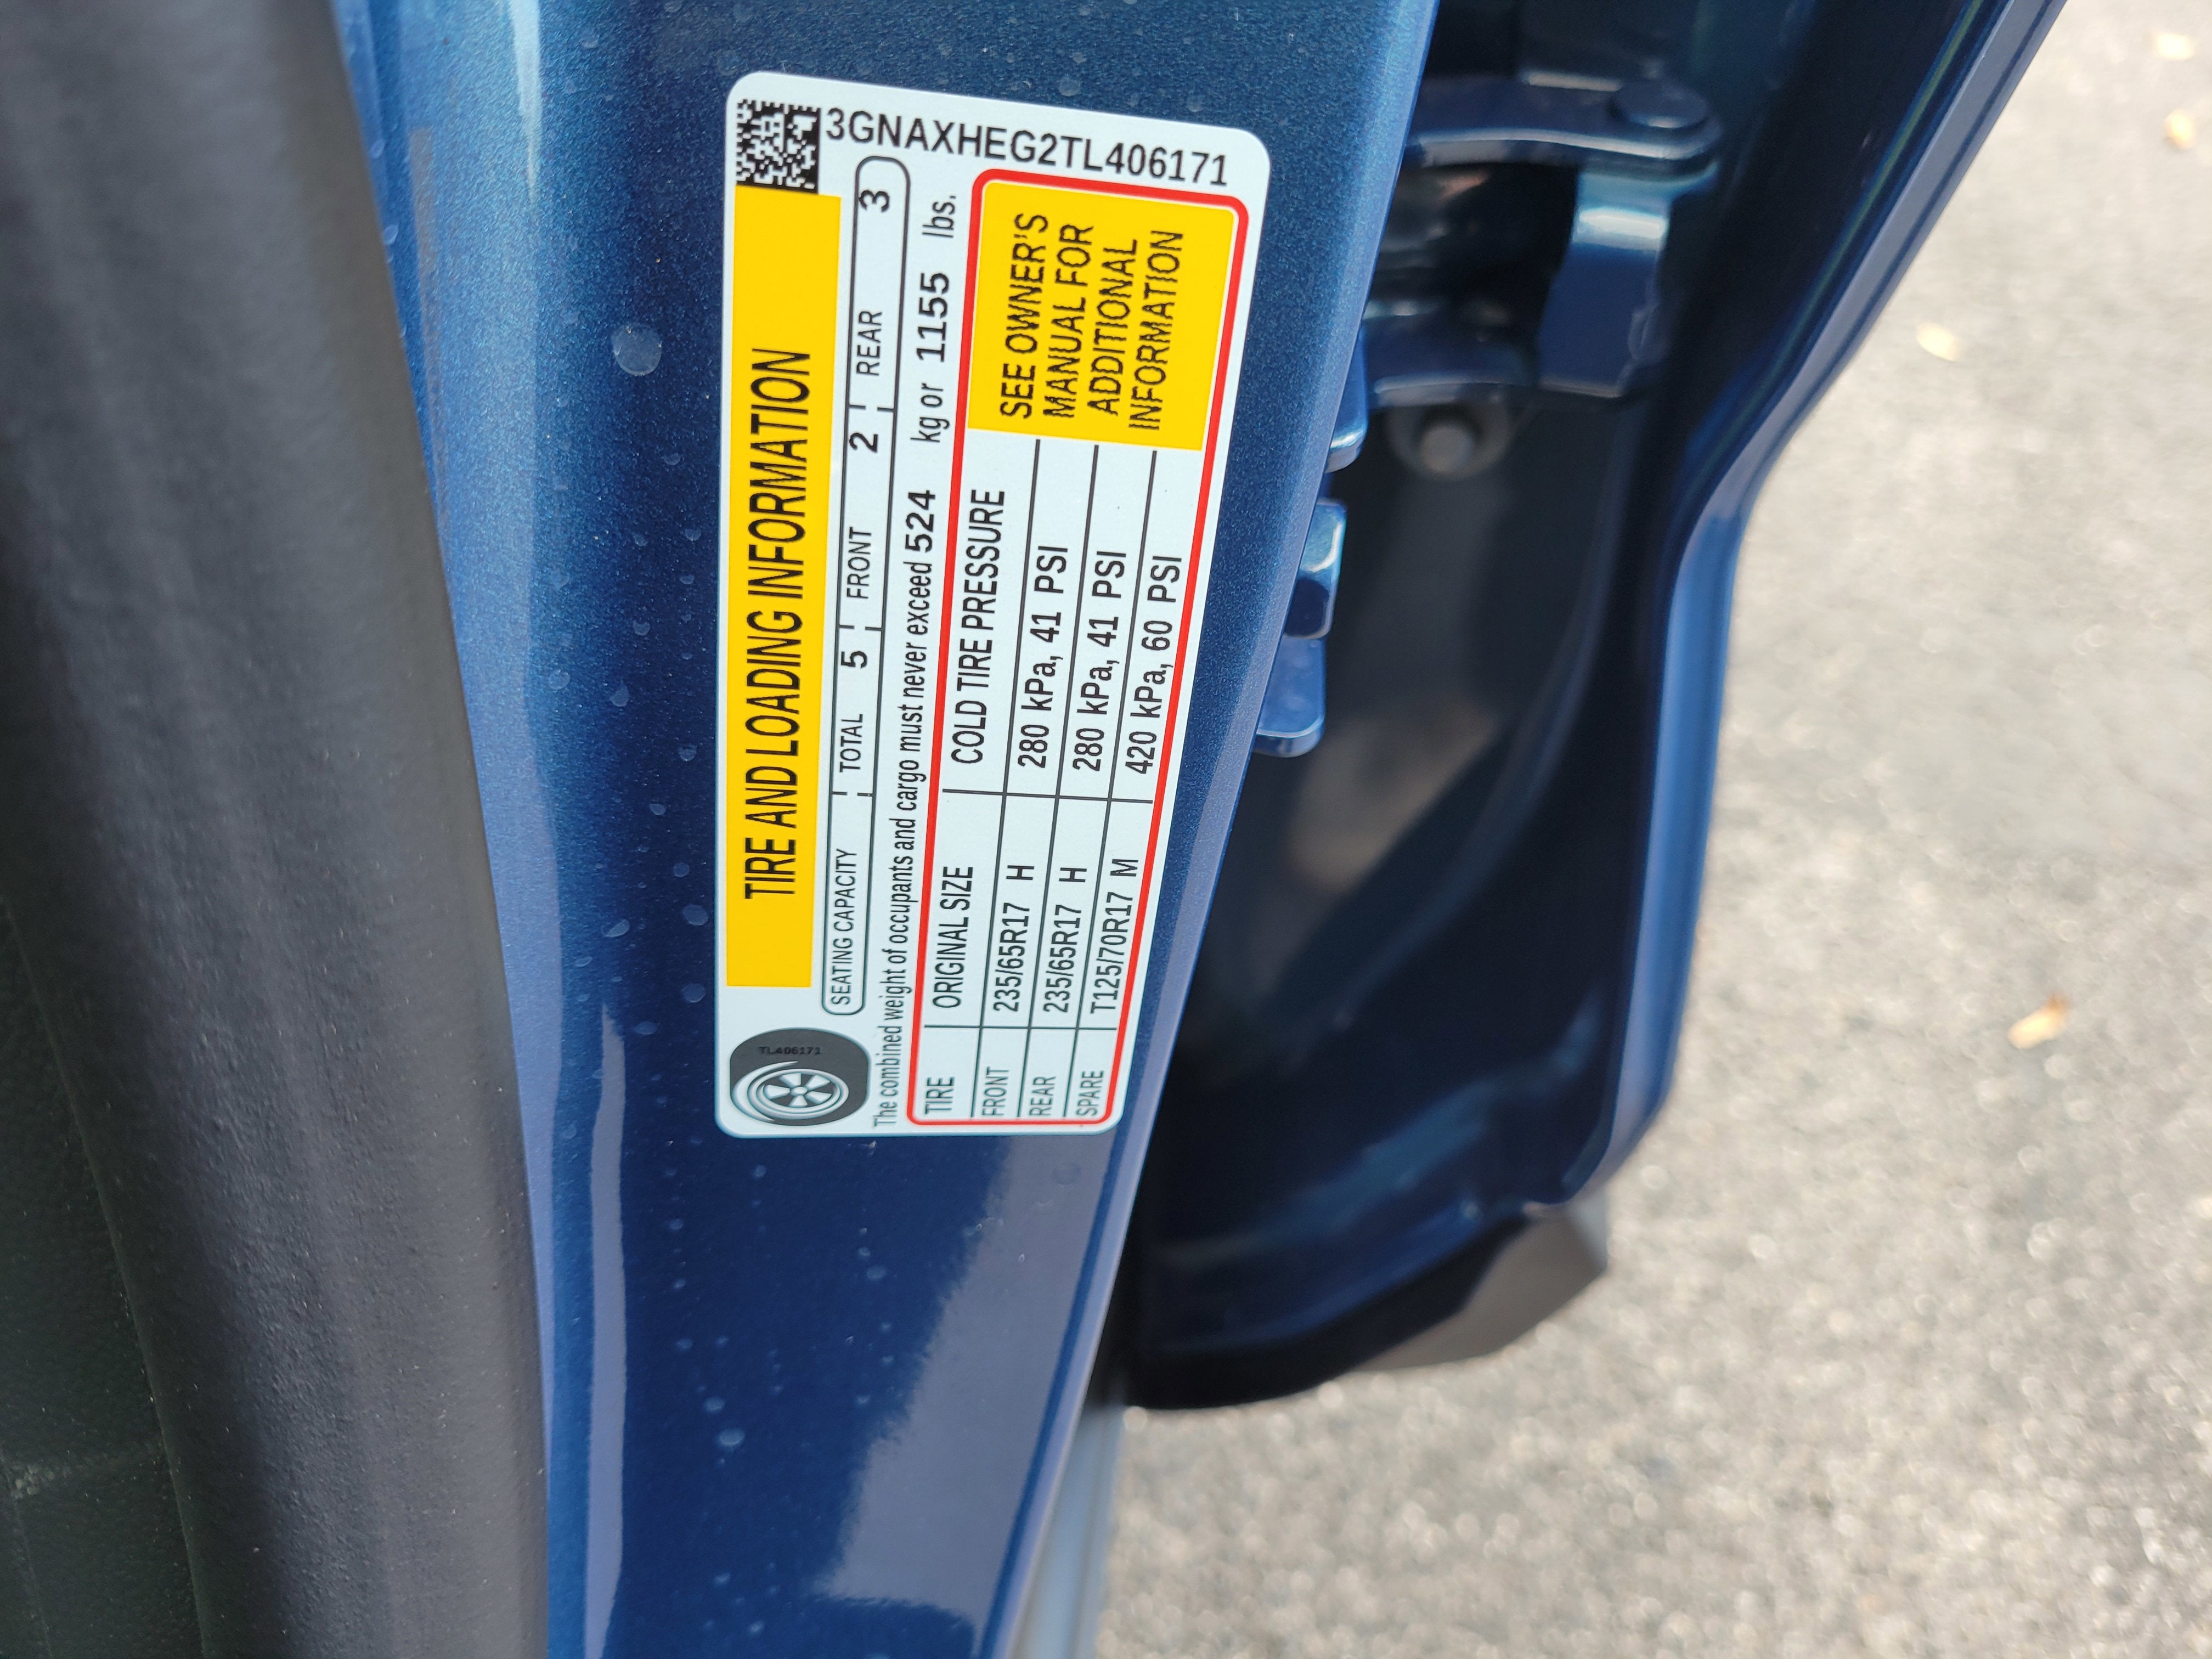 3GNAXHEG2TL406171
TIRE AND LOADING INFORMATION
SEATING CAPACITY TOTAL 5 FRONT 2 REAR 3
The combined weight of occupants and cargo must never exceed 524 kg or 1155 lbs.
TIRE ORIGINAL SIZE COLD TIRE PRESSURE
FRONT 235/65R17 H 280 kPa, 41 PSI
REAR 235/65R17 H 280 kPa, 41 PSI
SPARE T125/70R17 M 420 kPa, 60 PSI
SEE OWNER'S
MANUAL FOR
ADDITIONAL
INFORMATION
TL406171